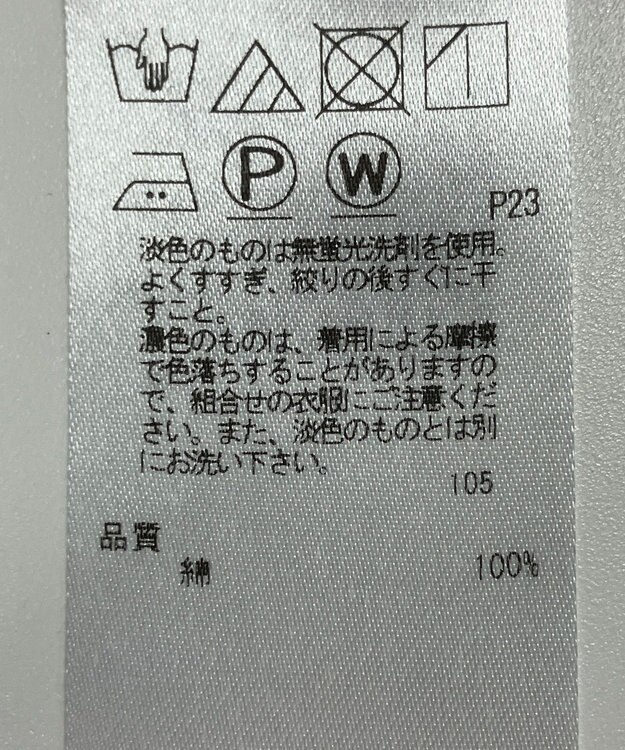 P W
P23
淡色のものは無蛍光洗剤を使用。
よくすすぎ、絞りの後すぐに干
すこと。
濃色のものは、着用による摩擦
で色落ちすることがありますの
で、組合せの衣服にご注意くだ
さい。また、淡色のものとは別
にお洗い下さい。
105
品質
綿 100%